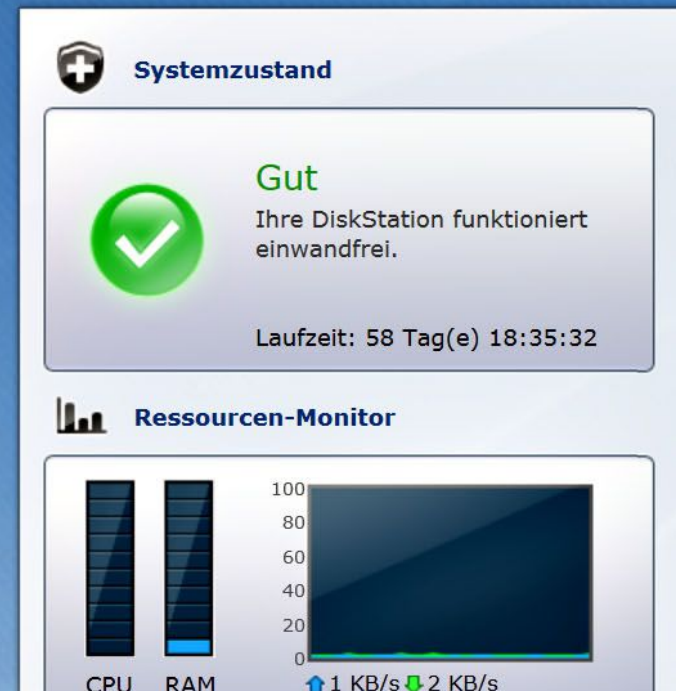 Systemzustand
Gut
Ihre DiskStation funktioniert
einwandfrei.
Laufzeit: 58 Tag(e) 18:35:32
Ressourcen-Monitor
100
80
60
40
20
0
CPU RAM 1 KB/s 2 KB/s